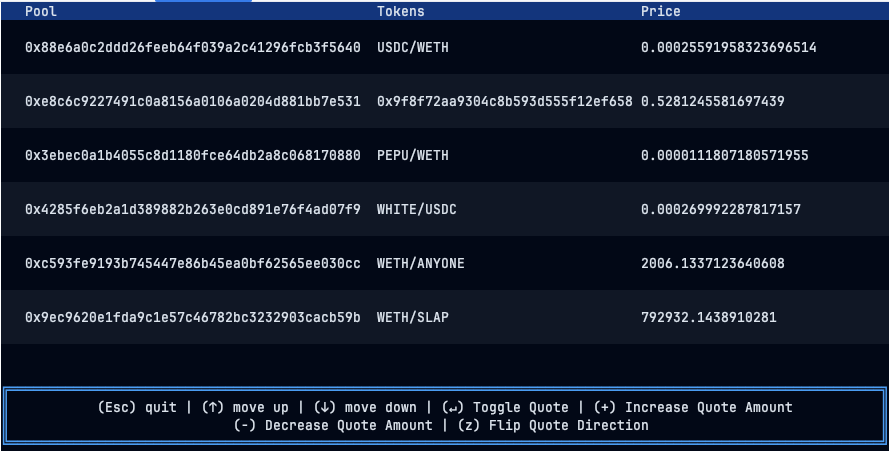 Pool Tokens Price
0x88e6a0c2ddd26feeb64f039a2c41296fcb3f5640 USDC/WETH 0.00025591958323696514
0xe8c6c9227491c0a8156a0106a0204d881bb7e531 0x9f8f72aa9304c8b593d555f12ef658 0.5281245581697439
0x3ebec0a1b4055c8d1180fce64db2a8c068170880 PEPU/WETH 0.0000111807180571955
0x4285f6eb2a1d389882b263e0cd891e76f4ad07f9 WHITE/USDC 0.000269992287817157
0xc593fe9193b745447e86b45ea0bf62565ee030cc WETH/ANYONE 2006.1337123640608
0x9ec9620e1fda9c1e57c46782bc3232903cacb59b WETH/SLAP 792932.1438910281
(Esc) quit | (↑) move up | (↓) move down | (↵) Toggle Quote | (+) Increase Quote Amount
(-) Decrease Quote Amount | (z) Flip Quote Direction